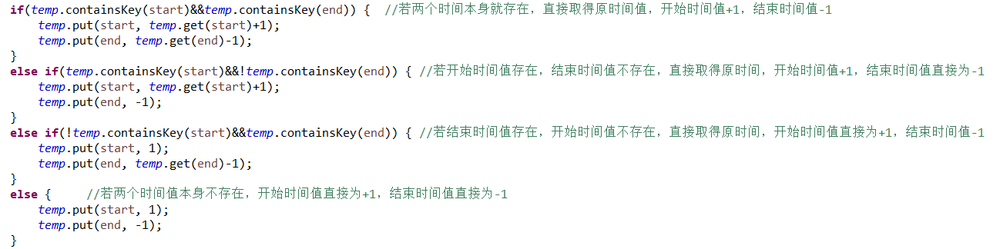 if(temp.containsKey(start)&&temp.containsKey(end)) {  //若两个时间本身就存在，直接取得原时间值，开始时间值+1，结束时间值-1
    temp.put(start, temp.get(start)+1);
    temp.put(end, temp.get(end)-1);
}
else if(temp.containsKey(start)&&!temp.containsKey(end)) { //若开始时间值存在，结束时间值不存在，直接取得原时间，开始时间值+1，结束时间值直接为-1
    temp.put(start, temp.get(start)+1);
    temp.put(end, -1);
}
else if(!temp.containsKey(start)&&temp.containsKey(end)) { //若结束时间值存在，开始时间值不存在，直接取得原时间，开始时间值直接为+1，结束时间值-1
    temp.put(start, 1);
    temp.put(end, temp.get(end)-1);
}
else {     //若两个时间值本身不存在，开始时间值直接为+1，结束时间值直接为-1
    temp.put(start, 1);
    temp.put(end, -1);
}